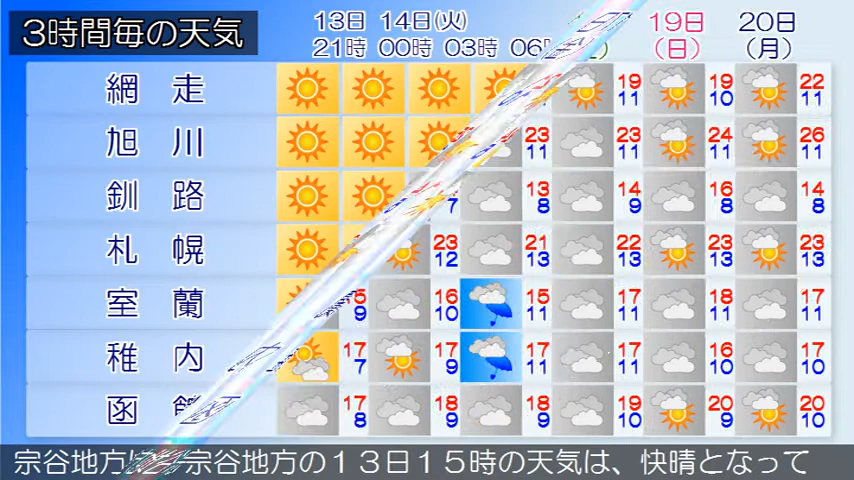 3時間毎の天気
13日 14日(火) 19日 20日
21時 00時 03時 06 (日) (月)
網走 19 11 19 10 22 11
旭川 23 11 23 11 24 11 26 11
釧路 7 13 8 14 9 16 8 14 8
札幌 23 12 21 13 22 13 23 13 23 13
室蘭 9 16 10 15 11 17 11 18 11 17 11
稚内 17 7 17 9 17 11 17 11 16 10 17 10
函 17 8 18 9 18 9 19 10 20 9 20 10
宗谷地方 宗谷地方の13日15時の天気は、快晴となって